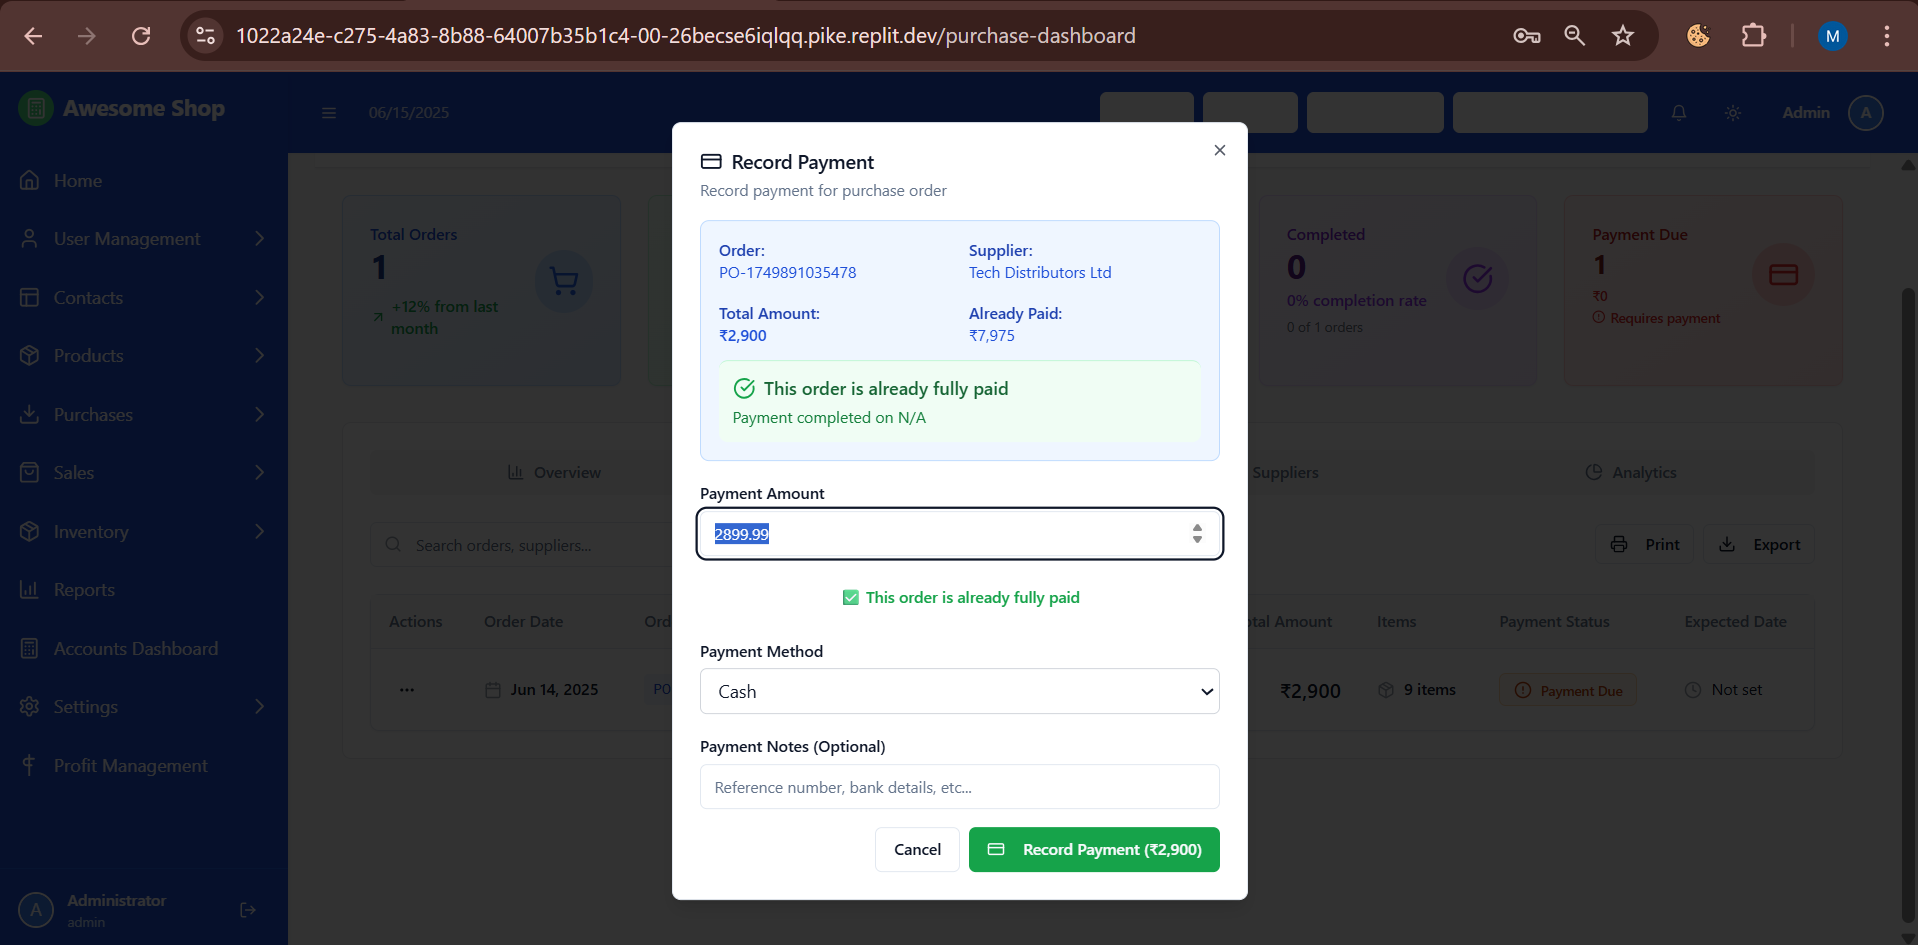 1022a24e-c275-4a83-8b88-64007b35b1c4-00-26becse6iqlqq.pike.replit.dev/purchase-dashboard
M
Awesome Shop
06/15/2025
Admin
A
Home
User Management
Contacts
Products
Purchases
Sales
Inventory
Reports
Accounts Dashboard
Settings
Profit Management
A
Administrator
admin
Total Orders
1
+12% from last
month
Completed
0
0% completion rate
0 of 1 orders
Payment Due
1
₹0
Requires payment
Overview
Suppliers
Analytics
Search orders, suppliers...
Print
Export
Actions
Order Date
Ord
tal Amount
Items
Payment Status
Expected Date
Jun 14, 2025
PO
₹2,900
9 items
Payment Due
Not set
Record Payment
Record payment for purchase order
Order:
PO-1749891035478
Supplier:
Tech Distributors Ltd
Total Amount:
₹2,900
Already Paid:
₹7,975
This order is already fully paid
Payment completed on N/A
Payment Amount
2899.99
✅ This order is already fully paid
Payment Method
Cash
Payment Notes (Optional)
Reference number, bank details, etc...
Cancel
Record Payment (₹2,900)